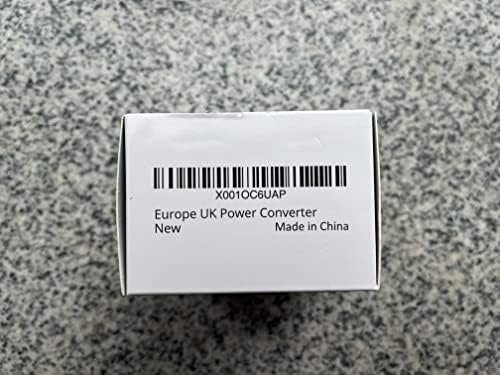 X001OC6UAP
Europe UK Power Converter
New Made in China